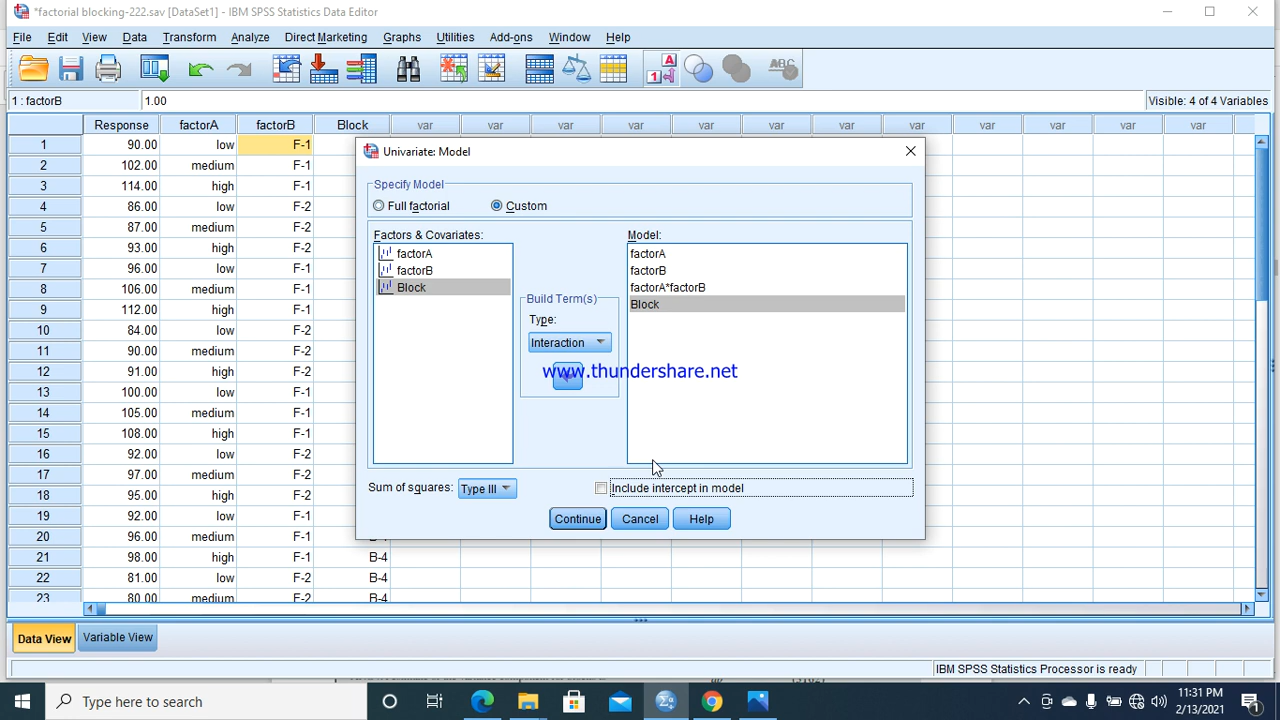 *factorial blocking-222.sav [DataSet1] - IBM SPSS Statistics Data Editor
File Edit View Data Transform Analyze Direct Marketing Graphs Utilities Add-ons Window Help
1 : factorB 1.00 Visible: 4 of 4 Variables
Response factorA factorB Block var var var var var var var var var var var
1 90.00 low F-1
2 102.00 medium F-1
3 114.00 high F-1
4 86.00 low F-2
5 87.00 medium F-2
6 93.00 high F-2
7 96.00 low F-1
8 106.00 medium F-1
9 112.00 high F-1
10 84.00 low F-2
11 90.00 medium F-2
12 91.00 high F-2
13 100.00 low F-1
14 105.00 medium F-1
15 108.00 high F-1
16 92.00 low F-2
17 97.00 medium F-2
18 95.00 high F-2
19 92.00 low F-1
20 96.00 medium F-1 B-4
21 98.00 high F-1 B-4
22 81.00 low F-2 B-4
23 80.00 medium F-2 B-4
Univariate: Model
Specify Model
Full factorial Custom
Factors & Covariates: Model:
factorA factorA
factorB factorB
Block factorA*factorB
Block
Build Term(s)
Type:
Interaction
www.thundershare.net
Sum of squares: Type III Include intercept in model
Continue Cancel Help
Data View Variable View
IBM SPSS Statistics Processor is ready
Type here to search
11:31 PM
2/13/2021
1